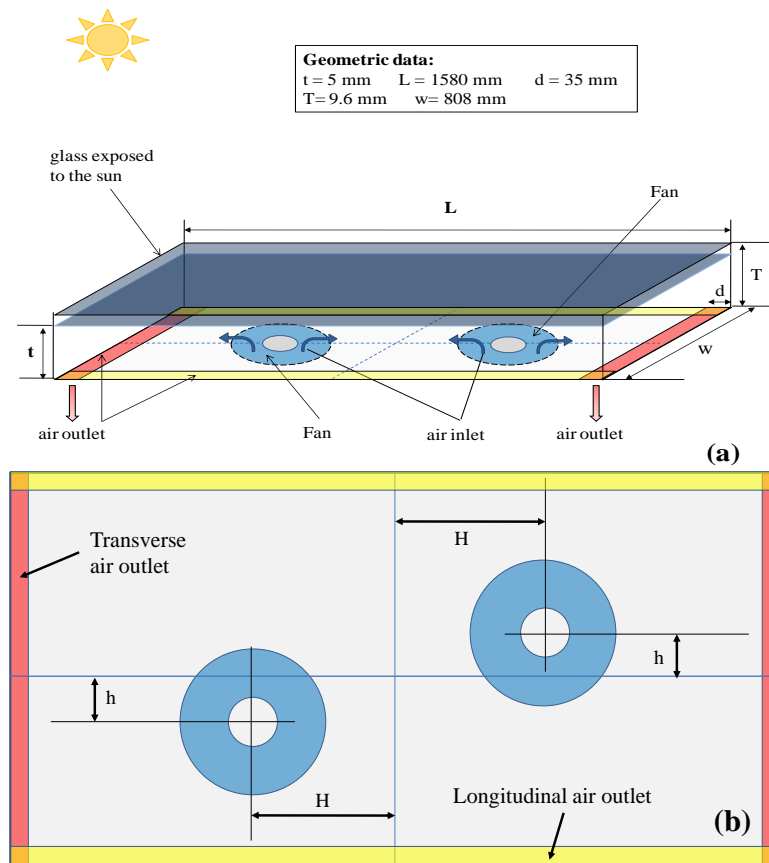 Geometric data:
t = 5 mm L = 1580 mm d = 35 mm
T= 9.6 mm w= 808 mm
glass exposed
to the sun
Fan
L
T
d
t
w
air outlet
Fan
air inlet
air outlet
(a)
H
Transverse
air outlet
h
h
H
Longitudinal air outlet
(b)